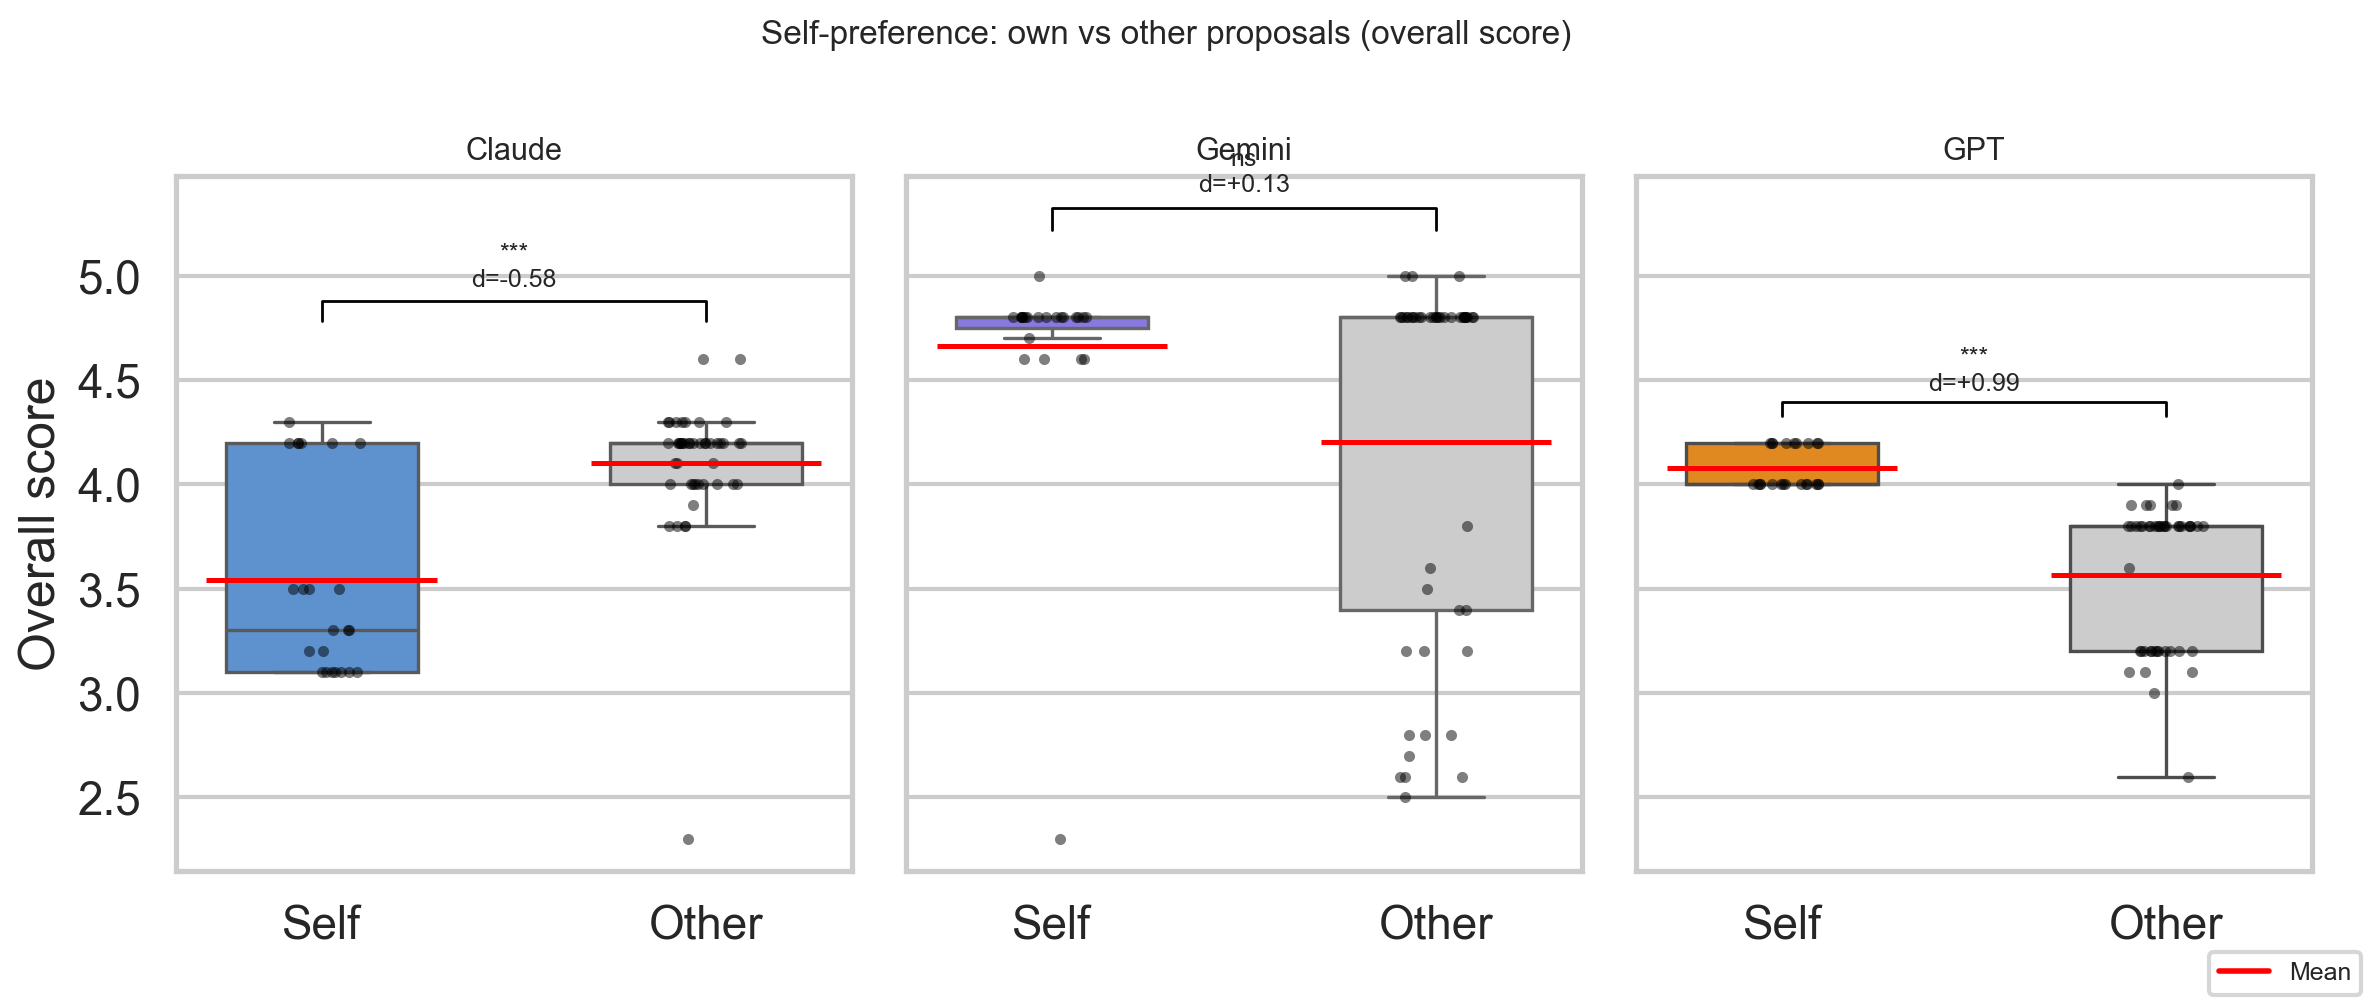 Self-preference: own vs other proposals (overall score)
Claude
Gemini
GPT
ns
d=+0.13
***
d=-0.58
***
d=+0.99
Overall score
5.0
4.5
4.0
3.5
3.0
2.5
Self
Other
Self
Other
Self
Other
Mean